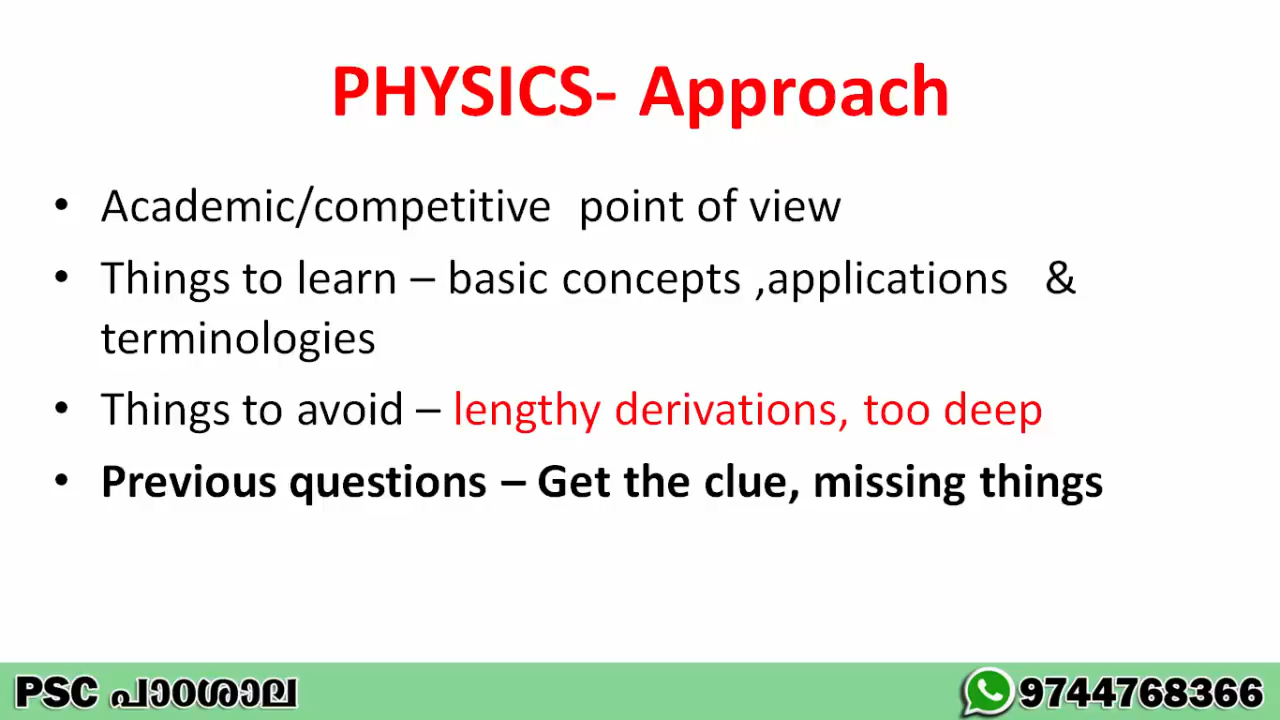 PHYSICS- Approach
• Academic/competitive point of view
• Things to learn – basic concepts ,applications &
terminologies
• Things to avoid – lengthy derivations, too deep
• Previous questions – Get the clue, missing things
PSC പാഠശാല
9744768366